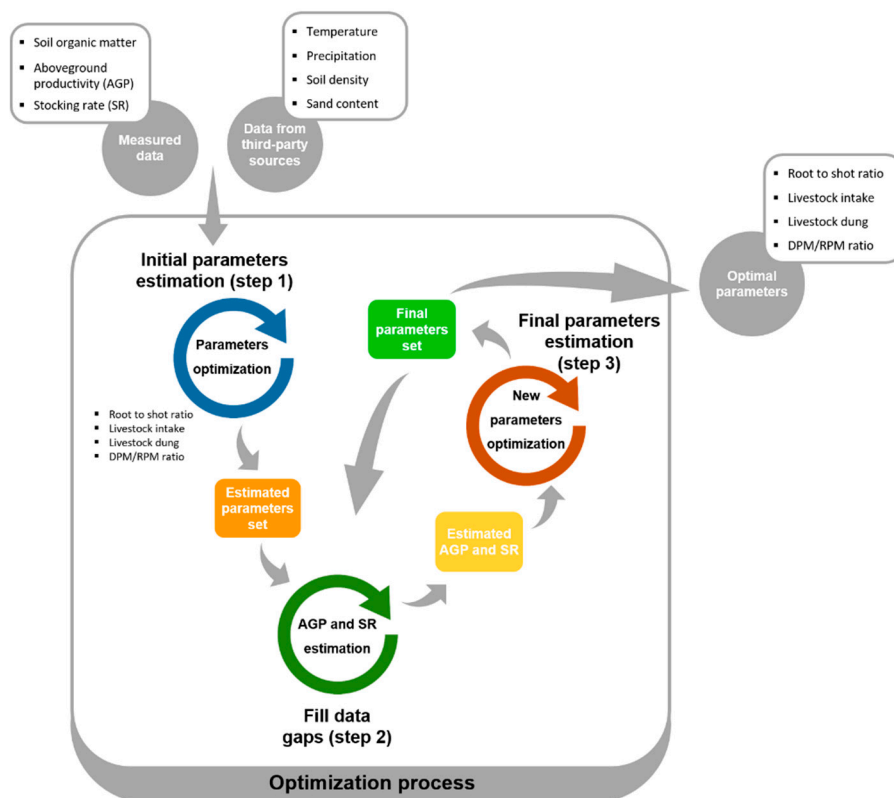 ▪ Soil organic matter
▪ Aboveground
productivity (AGP)
▪ Stocking rate (SR)
Measured
data
▪ Temperature
▪ Precipitation
▪ Soil density
▪ Sand content
Data from
third-party
sources
▪ Root to shot ratio
▪ Livestock intake
▪ Livestock dung
▪ DPM/RPM ratio
Optimal
parameters
Initial parameters
estimation (step 1)
Parameters
optimization
▪ Root to shot ratio
▪ Livestock intake
▪ Livestock dung
▪ DPM/RPM ratio
Estimated
parameters
set
AGP and SR
estimation
Fill data
gaps (step 2)
Estimated
AGP and SR
New
parameters
optimization
Final parameters
estimation
(step 3)
Final
parameters
set
Optimization process